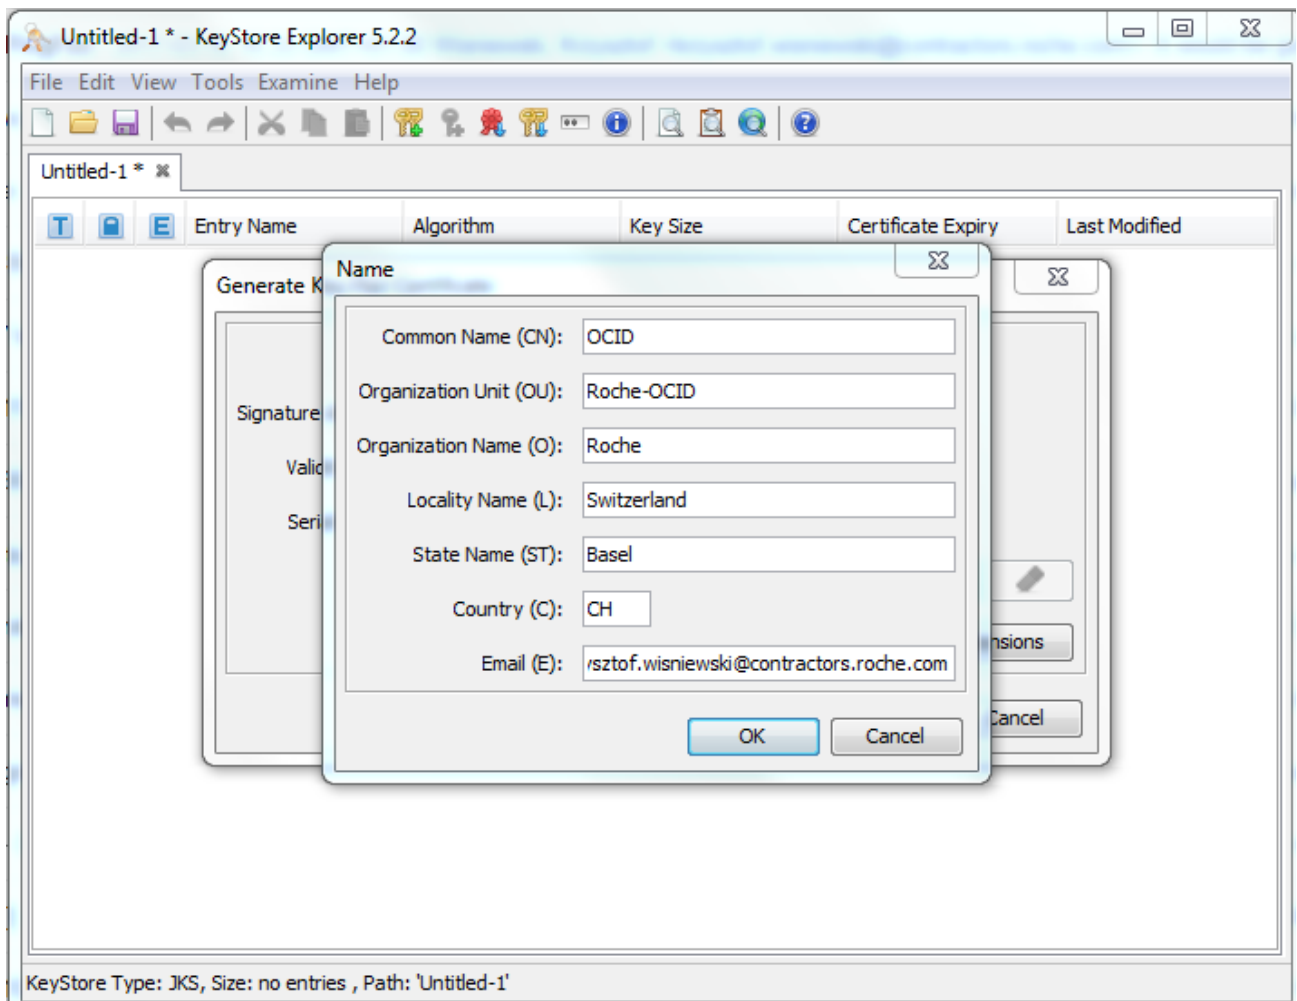 Untitled-1 * - KeyStore Explorer 5.2.2
File Edit View Tools Examine Help
Untitled-1 *
T E Entry Name Algorithm Key Size Certificate Expiry Last Modified
Name
Generate
Common Name (CN): OCID
Organization Unit (OU): Roche-OCID
Signature
Organization Name (O): Roche
Locality Name (L): Switzerland
State Name (ST): Basel
Country (C): CH
nsions
Email (E): ysztof.wisniewski@contractors.roche.com
OK Cancel
Cancel
KeyStore Type: JKS, Size: no entries , Path: 'Untitled-1'